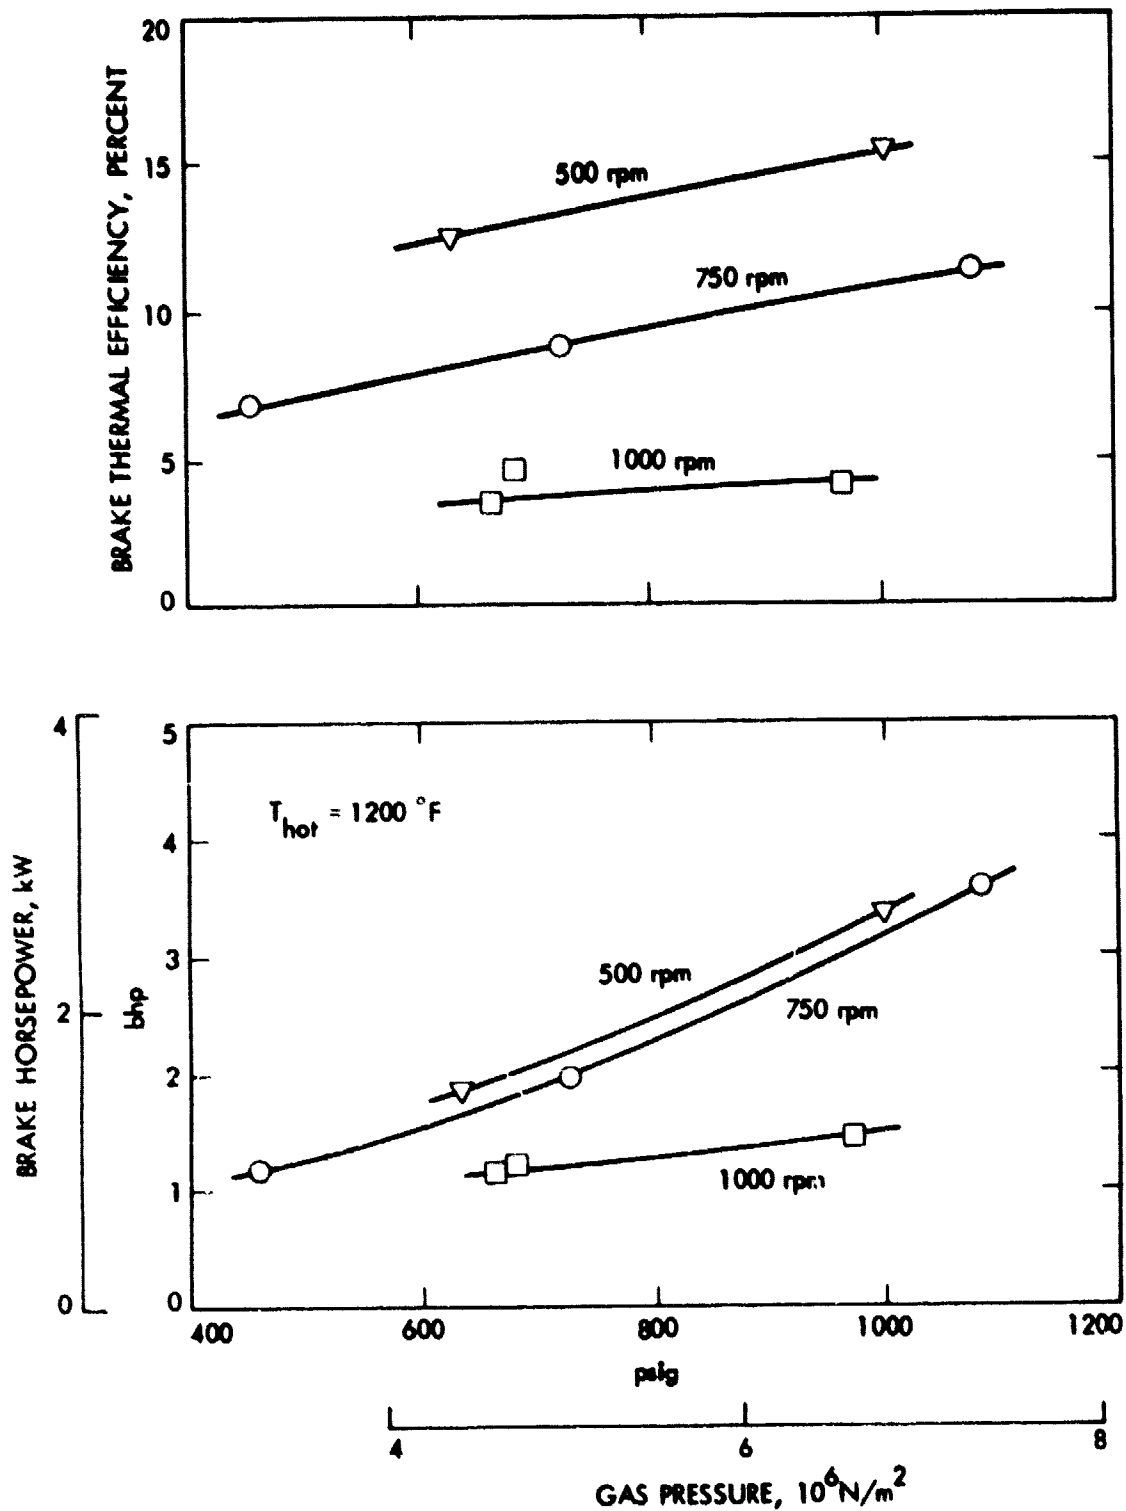 BRAKE THERMAL EFFICIENCY, PERCENT
20
15
10
5
0
500 rpm
750 rpm
1000 rpm
BRAKE HORSEPOWER, kW
4
2
0
bhp
5
4
3
2
1
0
T_hot = 1200 °F
500 rpm
750 rpm
1000 rpm
400 600 800 1000 1200
psig
4 6 8
GAS PRESSURE, 10⁶N/m²